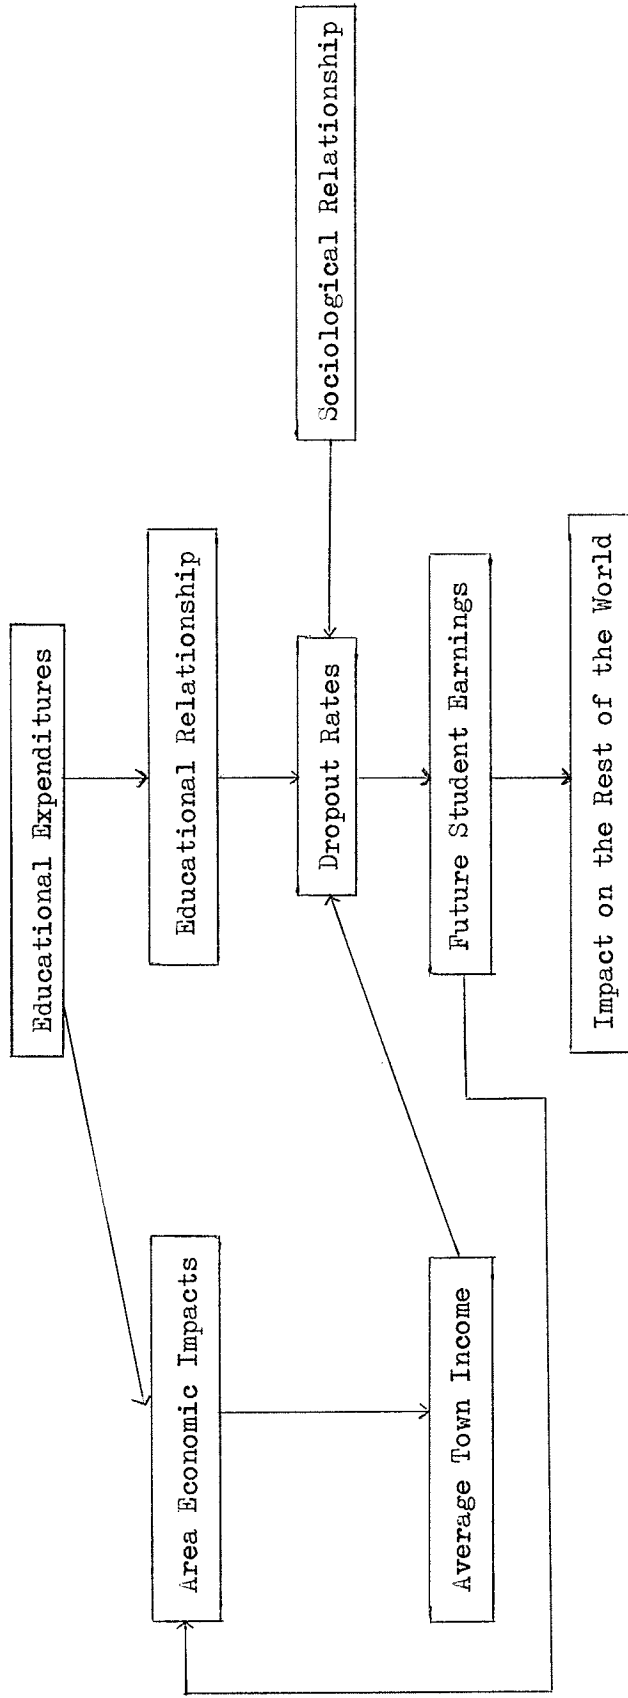 Educational Expenditures
Area Economic Impacts
Educational Relationship
Dropout Rates
Sociological Relationship
Average Town Income
Future Student Earnings
Impact on the Rest of the World